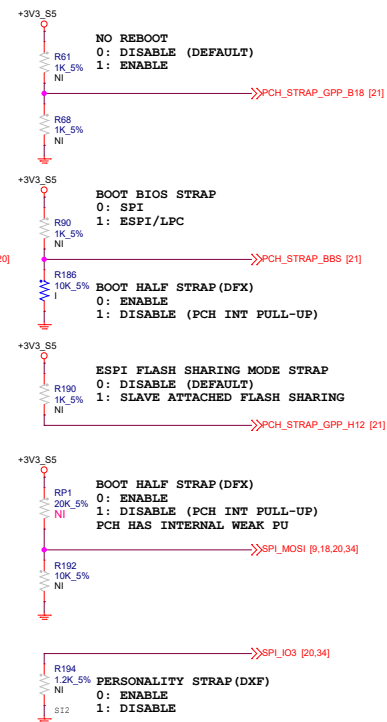 +3V3_S5
NO REBOOT
0: DISABLE (DEFAULT)
1: ENABLE
R61
1K_5%
NI
PCH_STRAP_GPP_B18 [21]
R68
1K_5%
NI
+3V3_S5
BOOT BIOS STRAP
0: SPI
1: ESPI/LPC
R90
1K_5%
NI
20]
PCH_STRAP_BBS [21]
R186
10K_5%
I
BOOT HALF STRAP(DFX)
0: ENABLE
1: DISABLE (PCH INT PULL-UP)
+3V3_S5
ESPI FLASH SHARING MODE STRAP
0: DISABLE (DEFAULT)
1: SLAVE ATTACHED FLASH SHARING
R190
1K_5%
NI
PCH_STRAP_GPP_H12 [21]
+3V3_S5
BOOT HALF STRAP(DFX)
0: ENABLE
1: DISABLE (PCH INT PULL-UP)
PCH HAS INTERNAL WEAK PU
RP1
20K_5%
NI
SPI_MOSI [9,18,20,34]
R192
10K_5%
NI
SPI_IO3 [20,34]
R194
1.2K_5%
NI
SI2
PERSONALITY STRAP(DXF)
0: ENABLE
1: DISABLE